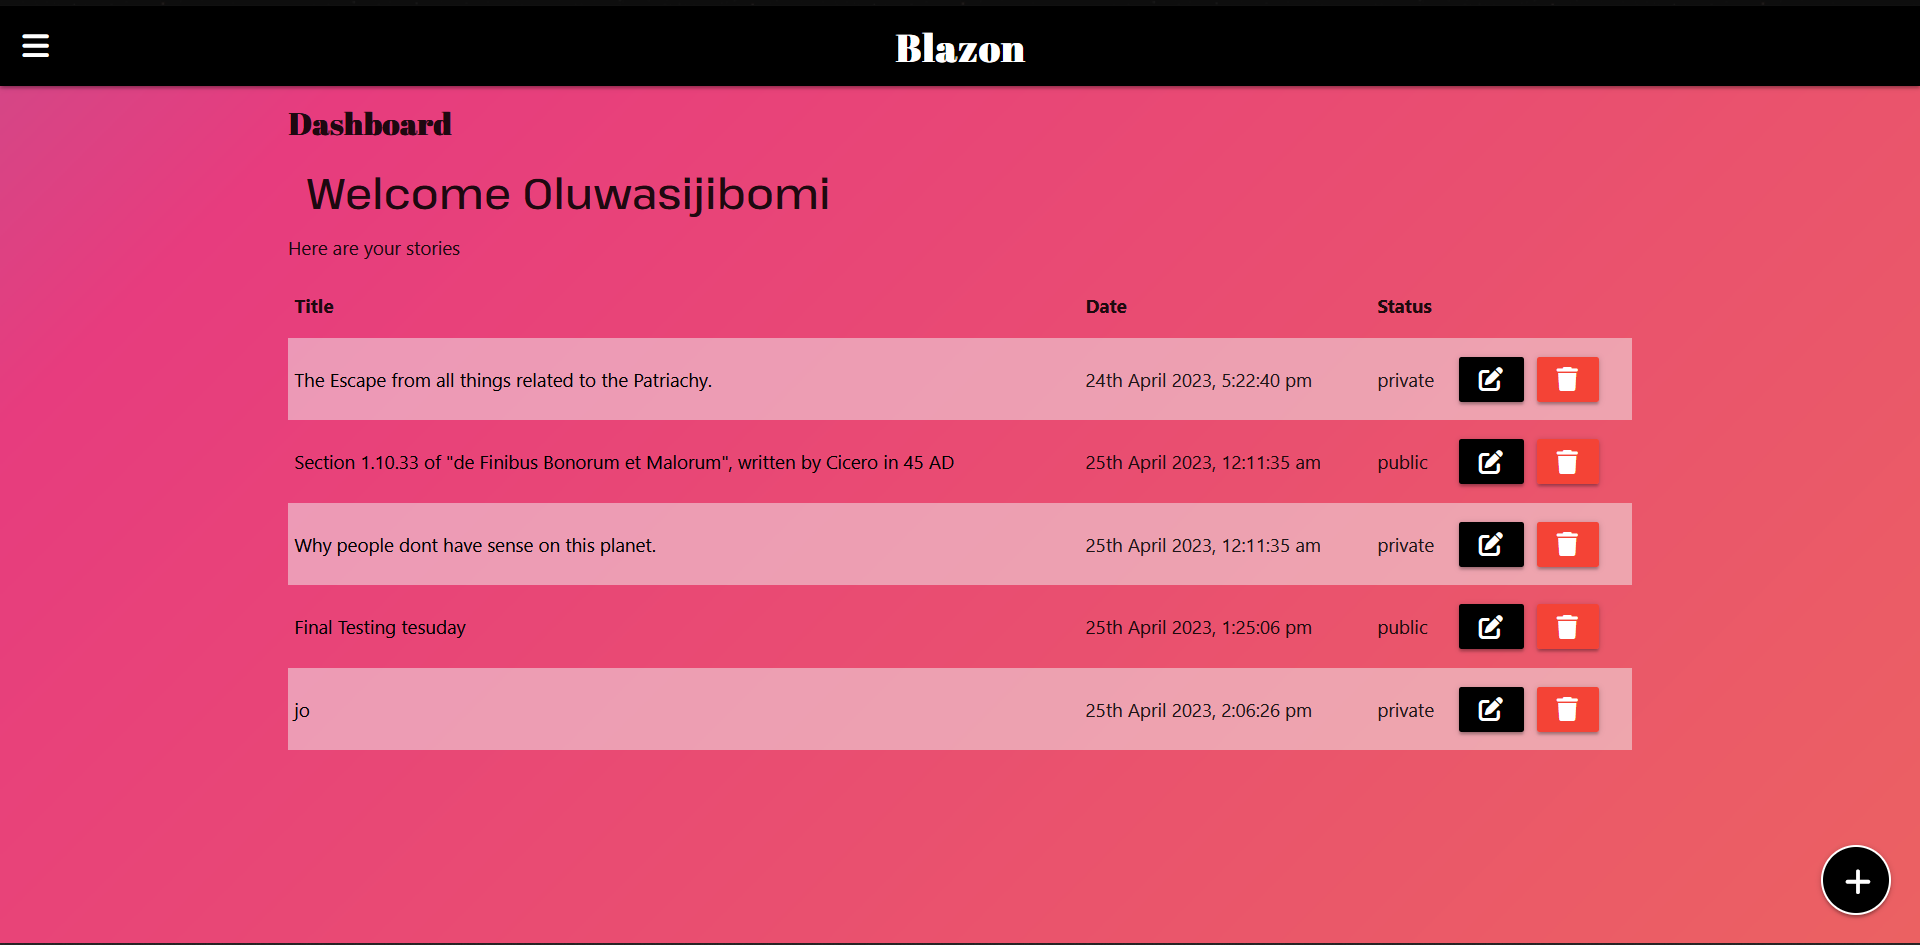 Blazon
Dashboard
Welcome Oluwasijibomi
Here are your stories
Title Date Status
The Escape from all things related to the Patriachy. 24th April 2023, 5:22:40 pm private
Section 1.10.33 of "de Finibus Bonorum et Malorum", written by Cicero in 45 AD 25th April 2023, 12:11:35 am public
Why people dont have sense on this planet. 25th April 2023, 12:11:35 am private
Final Testing tesuday 25th April 2023, 1:25:06 pm public
jo 25th April 2023, 2:06:26 pm private